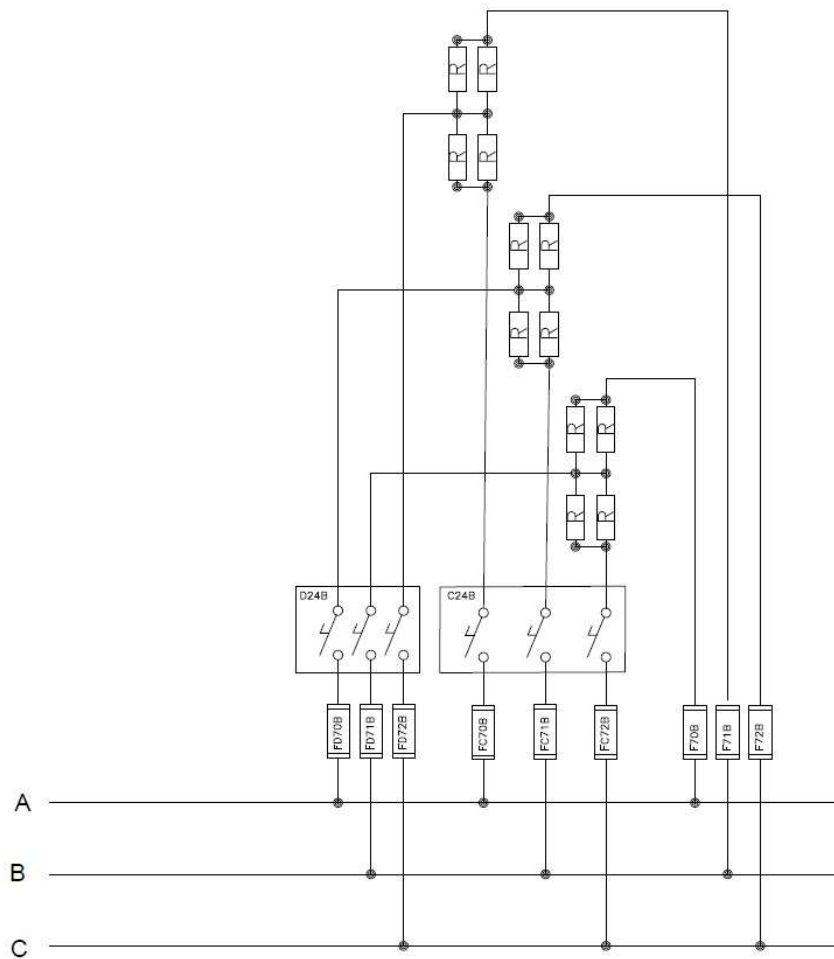 R R
R R
R R
R R
R R
R R
D24B C24B
FD70B FD71B FD72B FC70B FC71B FC72B F70B F71B F72B
A
B
C